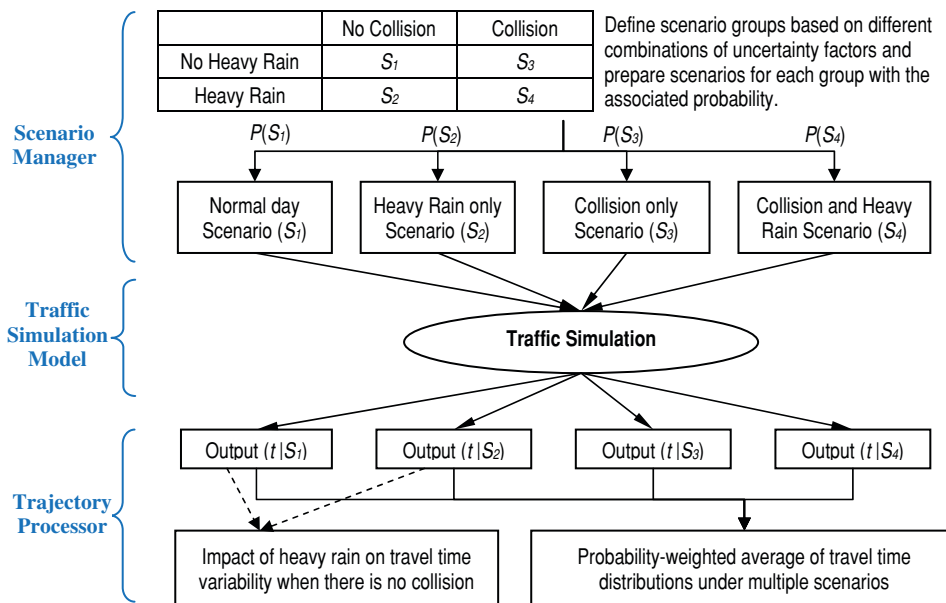 No Collision Collision
No Heavy Rain S1 S3
Heavy Rain S2 S4
Define scenario groups based on different
combinations of uncertainty factors and
prepare scenarios for each group with the
associated probability.
Scenario
Manager
P(S1) P(S2) P(S3) P(S4)
Normal day
Scenario (S1)
Heavy Rain only
Scenario (S2)
Collision only
Scenario (S3)
Collision and Heavy
Rain Scenario (S4)
Traffic
Simulation
Model
Traffic Simulation
Trajectory
Processor
Output (t |S1)
Output (t |S2)
Output (t |S3)
Output (t |S4)
Impact of heavy rain on travel time
variability when there is no collision
Probability-weighted average of travel time
distributions under multiple scenarios